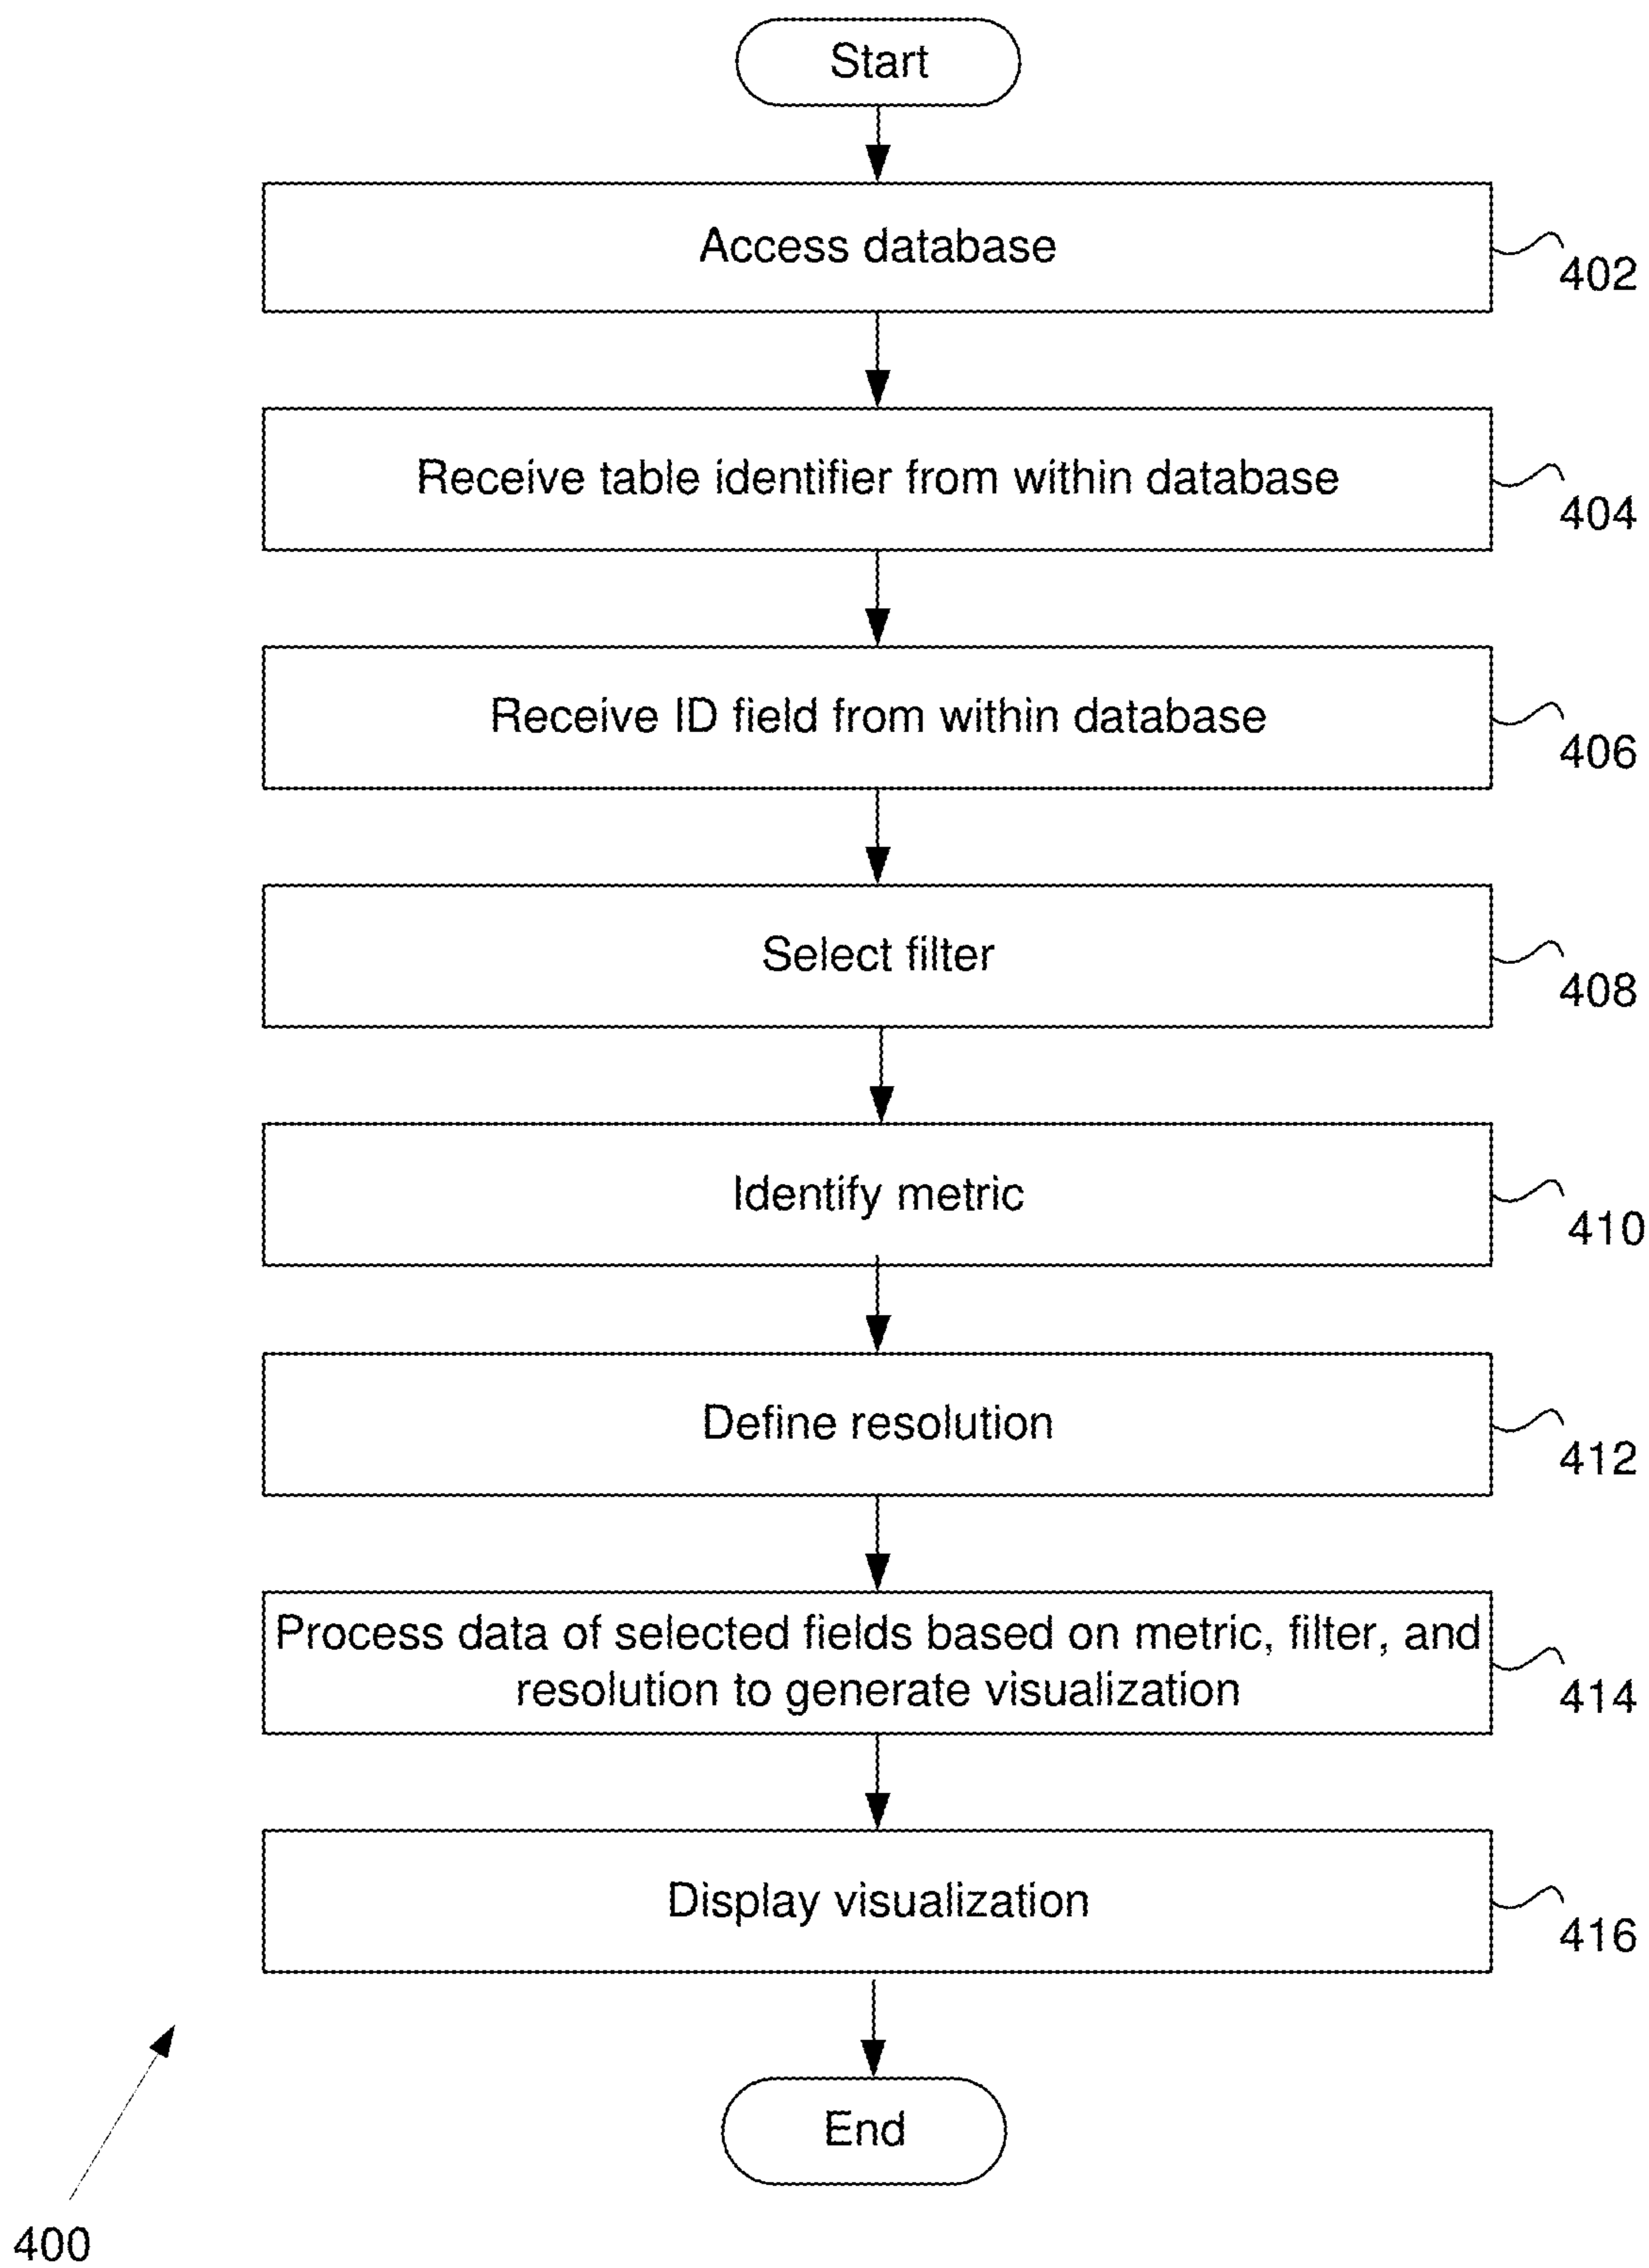 Start
Access database
402
Receive table identifier from within database
404
Receive ID field from within database
406
Select filter
408
Identify metric
410
Define resolution
412
Process data of selected fields based on metric, filter, and
resolution to generate visualization
414
Display visualization
416
End
400